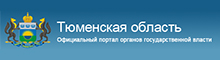 Тюменская область
Официальный портал органов государственной власти